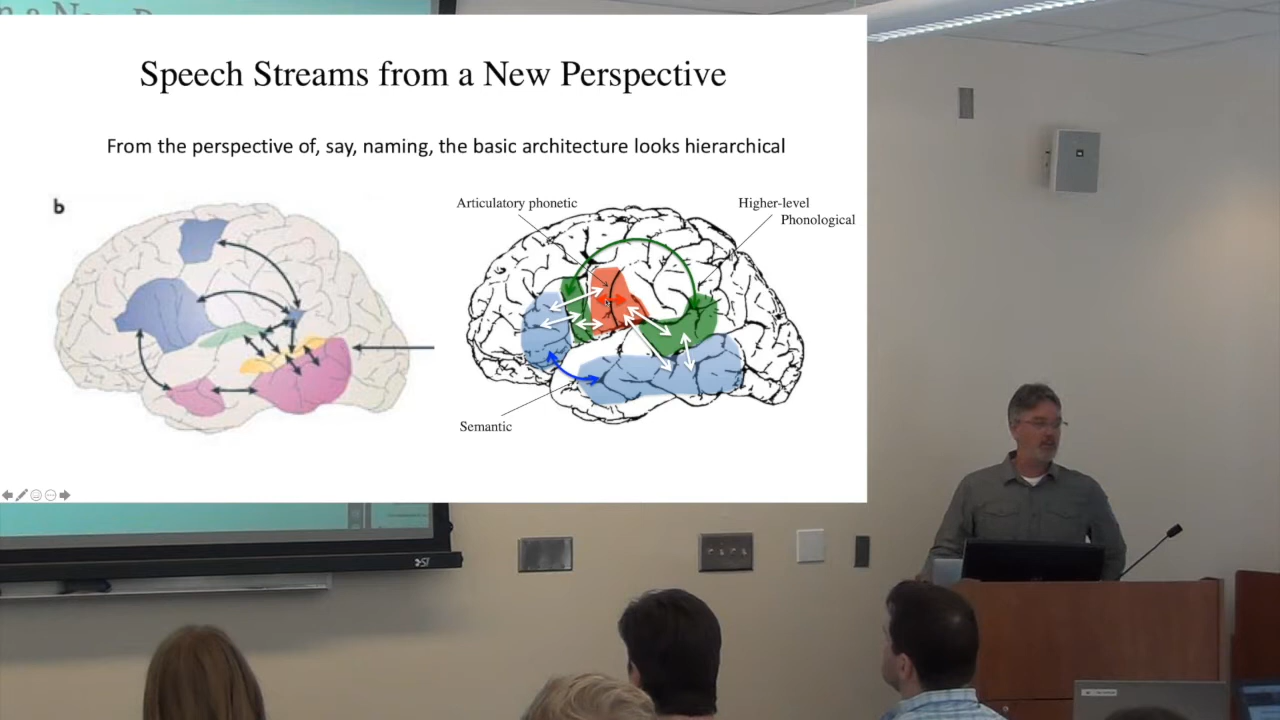 Speech Streams from a New Perspective
From the perspective of, say, naming, the basic architecture looks hierarchical
b
Articulatory phonetic
Higher-level
Phonological
Semantic